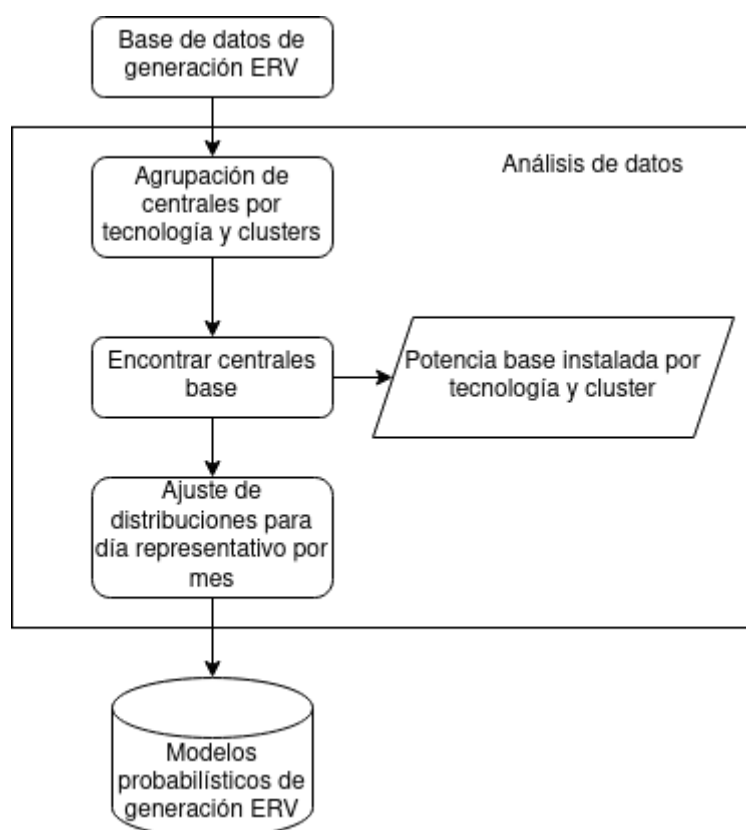 Base de datos de
generación ERV
Análisis de datos
Agrupación de
centrales por
tecnología y clusters
Encontrar centrales
base
Potencia base instalada por
tecnología y cluster
Ajuste de
distribuciones para
día representativo por
mes
Modelos
probabilísticos de
generación ERV